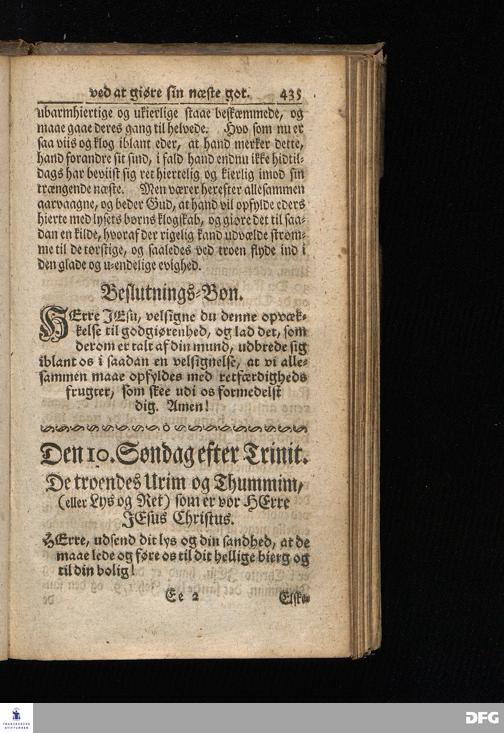 ved at giøre sin næste got. 435
ubarmhiertige og ukierlige staae beskæmmede, og
maae gaae deres gang til helvede. Hvo som nu er
saa viis og klog iblant eder, at hand merker dette,
hand forandre sit sind, i fald hand endnu ikke hidtil-
dags har beviist sig ret hiertelig og kierlig imod sin
trængende næste. Men værer herefter allesammen
aarvaagne, og beder Gud, at hand vil opfylde eders
hierte med lysets borns klogskab, og giøre det til saa-
dan en kilde, hvoraf der rigelig kand udvælde strøm-
me til de torstige, og saaledes ved troen flyde ind i
den glade og u-endelige evighed.
Beslutnings-Bon.
HErre JEsu, velsigne du denne opvæk-
kelse til godgiørenhed, og lad det, som
derom er talt af din mund, udbrede sig
iblant os i saadan en velsignelse, at vi alle-
sammen maae opfyldes med retfærdigheds
frugter, som skee udi os formedelst
dig. Amen!
Den 10. Søndag efter Trinit.
De troendes Urim og Thummim,
(eller Lys og Ret) som er vor HErre
JEsus Christus.
HErre, udsend dit lys og din sandhed, at de
maae lede og føre os til dit hellige bierg og
til din bolig!
Ee 2 Elske-
FRANCKESCHE
STIFTUNGEN
DFG